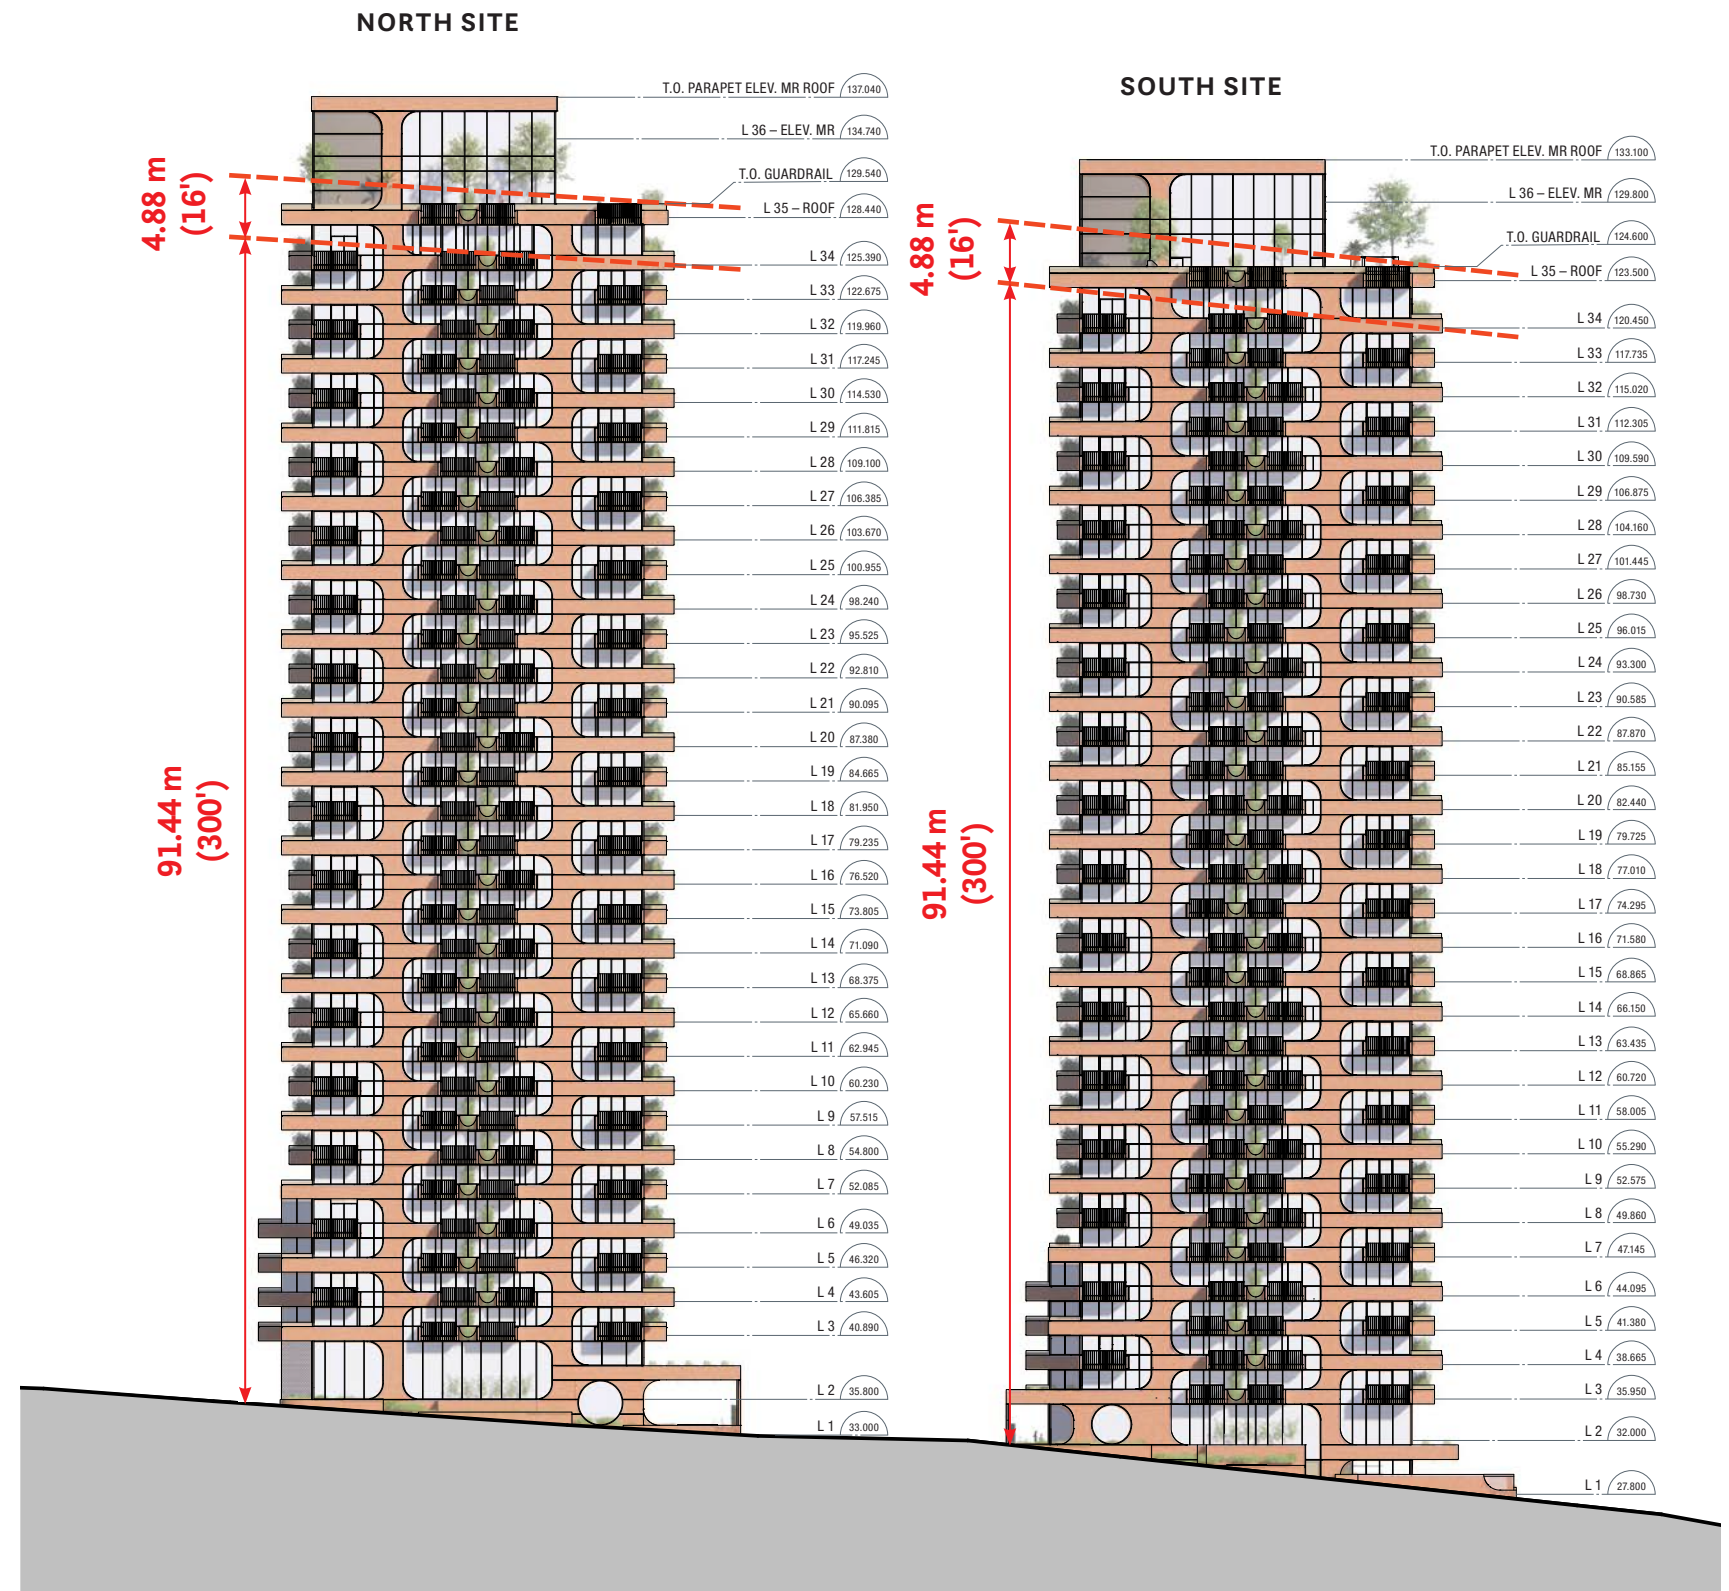 NORTH SITE
T.O. PARAPET ELEV. MR ROOF 137.040
L 36 – ELEV. MR 134.740
T.O. GUARDRAIL 129.540
L 35 – ROOF 128.440
L 34 125.390
L 33 122.675
L 32 119.960
L 31 117.245
L 30 114.530
L 29 111.815
L 28 109.100
L 27 106.385
L 26 103.670
L 25 100.955
L 24 98.240
L 23 95.525
L 22 92.810
L 21 90.095
L 20 87.380
L 19 84.665
L 18 81.950
L 17 79.235
L 16 76.520
L 15 73.805
L 14 71.090
L 13 68.375
L 12 65.660
L 11 62.945
L 10 60.230
L 9 57.515
L 8 54.800
L 7 52.085
L 6 49.035
L 5 46.320
L 4 43.605
L 3 40.890
L 2 35.800
L 1 33.000
4.88 m
(16')
91.44 m
(300')
SOUTH SITE
T.O. PARAPET ELEV. MR ROOF 133.100
L 36 – ELEV. MR 129.800
T.O. GUARDRAIL 124.600
L 35 – ROOF 123.500
L 34 120.450
L 33 117.735
L 32 115.020
L 31 112.305
L 30 109.590
L 29 106.875
L 28 104.160
L 27 101.445
L 26 98.730
L 25 96.015
L 24 93.300
L 23 90.585
L 22 87.870
L 21 85.155
L 20 82.440
L 19 79.725
L 18 77.010
L 17 74.295
L 16 71.580
L 15 68.865
L 14 66.150
L 13 63.435
L 12 60.720
L 11 58.005
L 10 55.290
L 9 52.575
L 8 49.860
L 7 47.145
L 6 44.095
L 5 41.380
L 4 38.665
L 3 35.950
L 2 32.000
L 1 27.800
4.88 m
(16')
91.44 m
(300')